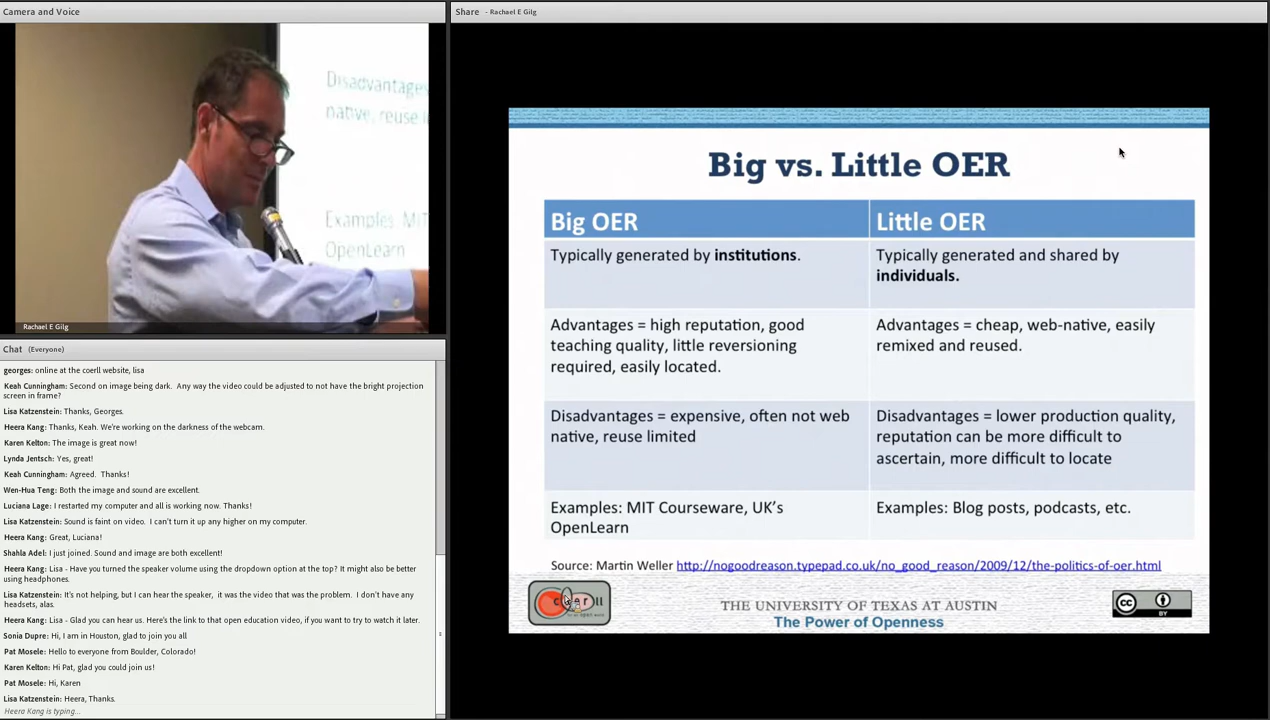 Camera and Voice
Disadvantages
native, reuse
Examples: MIT
OpenLearn
Rachael E Gilg
Chat (Everyone)
georges: online at the coerll website, lisa
Keah Cunningham: Second on image being dark. Any way the video could be adjusted to not have the bright projection
screen in frame?
Lisa Katzenstein: Thanks, Georges.
Heera Kang: Thanks, Keah. We're working on the darkness of the webcam.
Karen Kelton: The image is great now!
Lynda Jentsch: Yes, great!
Keah Cunningham: Agreed. Thanks!
Wen-Hua Teng: Both the image and sound are excellent.
Luciana Lage: I restarted my computer and all is working now. Thanks!
Lisa Katzenstein: Sound is faint on video. I can't turn it up any higher on my computer.
Heera Kang: Great, Luciana!
Shahla Adel: I just joined. Sound and image are both excellent!
Heera Kang: Lisa - Have you turned the speaker volume using the dropdown option at the top? It might also be better
using headphones.
Lisa Katzenstein: It's not helping, but I can hear the speaker, it was the video that was the problem. I don't have any
headsets, alas.
Heera Kang: Lisa - Glad you can hear us. Here's the link to that open education video, if you want to try to watch it later.
Sonia Dupre: Hi, I am in Houston, glad to join you all
Pat Mosele: Hello to everyone from Boulder, Colorado!
Karen Kelton: Hi Pat, glad you could join us!
Pat Mosele: Hi, Karen
Lisa Katzenstein: Heera, Thanks.
Heera Kang is typing...
Share - Rachael E Gilg
Big vs. Little OER
Big OER
Little OER
Typically generated by institutions.
Typically generated and shared by
individuals.
Advantages = high reputation, good
teaching quality, little reversioning
required, easily located.
Advantages = cheap, web-native, easily
remixed and reused.
Disadvantages = expensive, often not web
native, reuse limited
Disadvantages = lower production quality,
reputation can be more difficult to
ascertain, more difficult to locate
Examples: MIT Courseware, UK's
OpenLearn
Examples: Blog posts, podcasts, etc.
Source: Martin Weller http://nogoodreason.typepad.co.uk/no_good_reason/2009/12/the-politics-of-oer.html
THE UNIVERSITY OF TEXAS AT AUSTIN
The Power of Openness
cc
BY